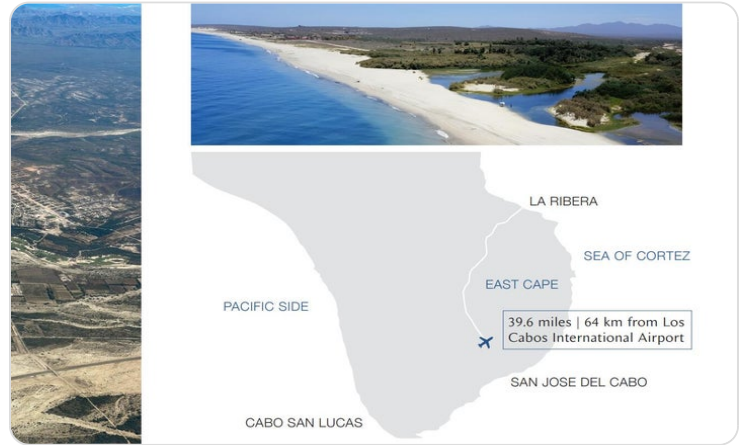 LA RIBERA
SEA OF CORTEZ
EAST CAPE
PACIFIC SIDE
39.6 miles | 64 km from Los
Cabos International Airport
SAN JOSE DEL CABO
CABO SAN LUCAS